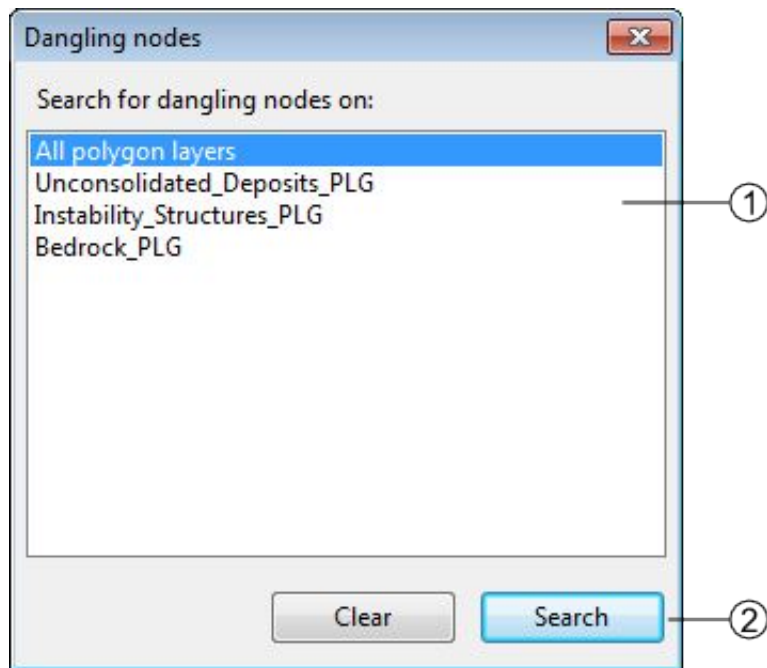 Dangling nodes
Search for dangling nodes on:
All polygon layers
Unconsolidated_Deposits_PLG
Instability_Structures_PLG
1
Bedrock_PLG
Clear
Search
2